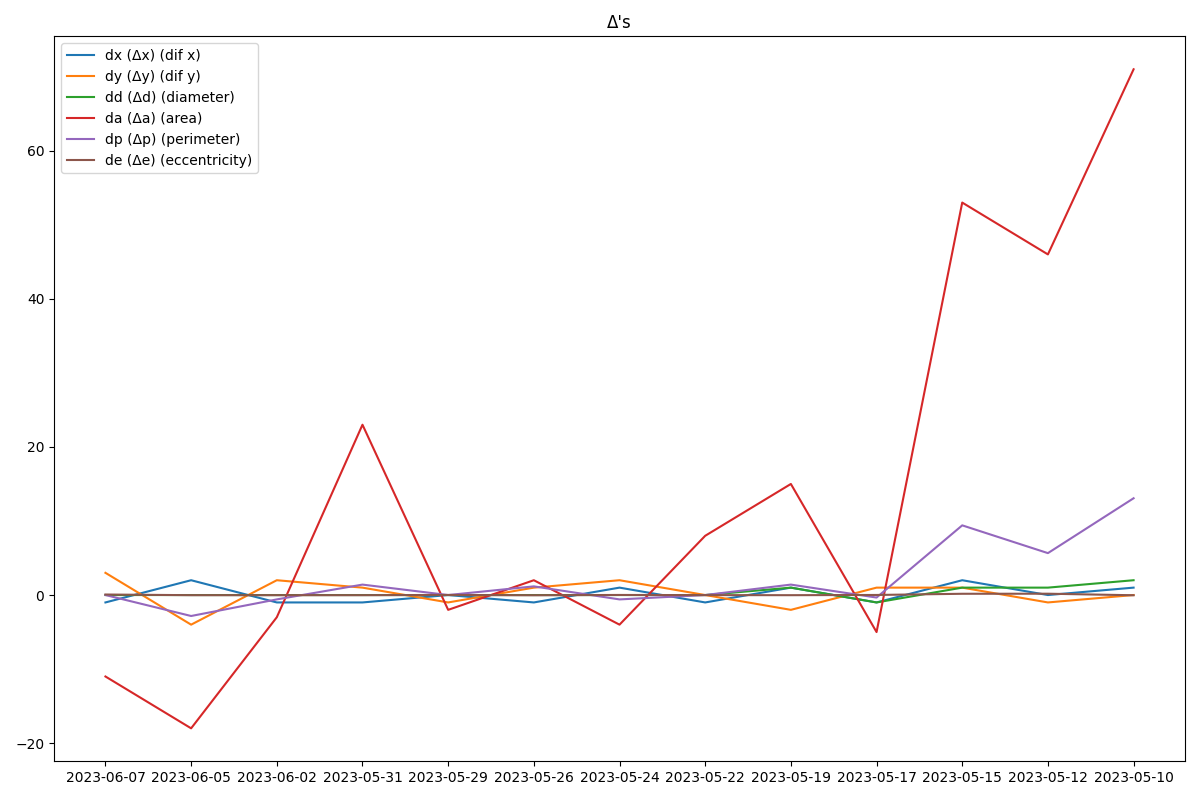 Δ's
dx (Δx) (dif x)
dy (Δy) (dif y)
dd (Δd) (diameter)
da (Δa) (area)
dp (Δp) (perimeter)
de (Δe) (eccentricity)
60
40
20
0
−20
2023-06-07 2023-06-05 2023-06-02 2023-05-31 2023-05-29 2023-05-26 2023-05-24 2023-05-22 2023-05-19 2023-05-17 2023-05-15 2023-05-12 2023-05-10